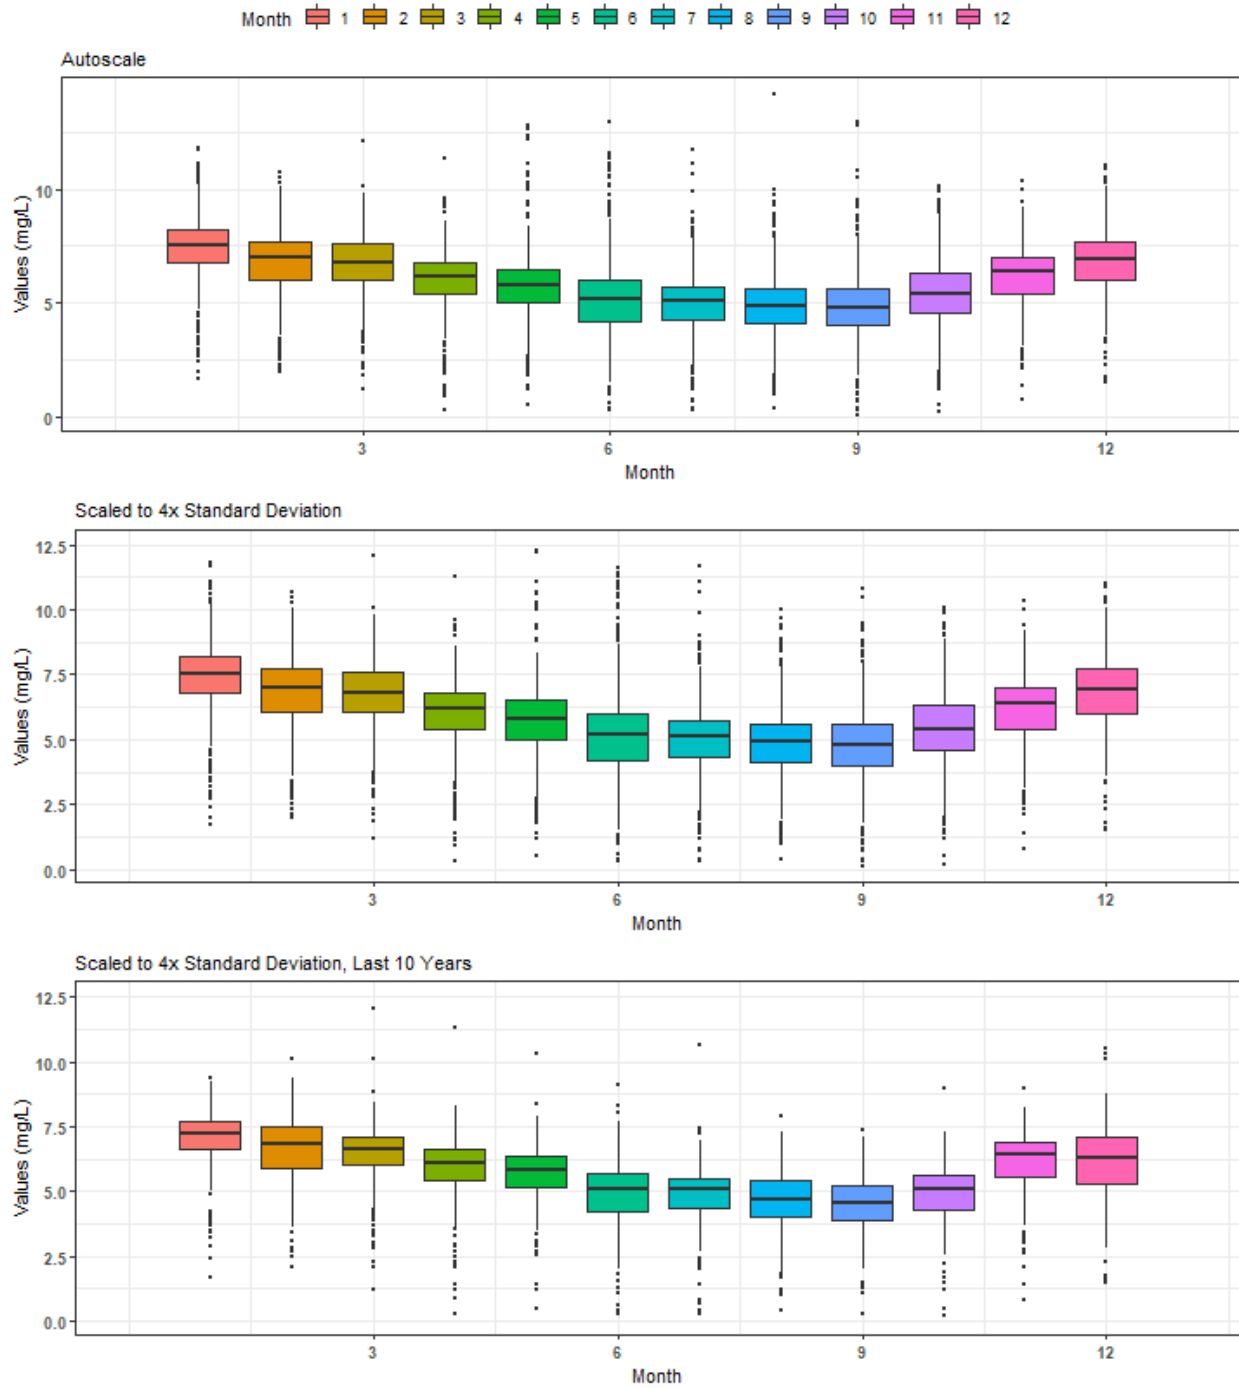 Month 1 2 3 4 5 6 7 8 9 10 11 12
Autoscale
Values (mg/L)
10
5
0
3 6 9 12
Month
Scaled to 4x Standard Deviation
Values (mg/L)
12.5
10.0
7.5
5.0
2.5
0.0
3 6 9 12
Month
Scaled to 4x Standard Deviation, Last 10 Years
Values (mg/L)
12.5
10.0
7.5
5.0
2.5
0.0
3 6 9 12
Month